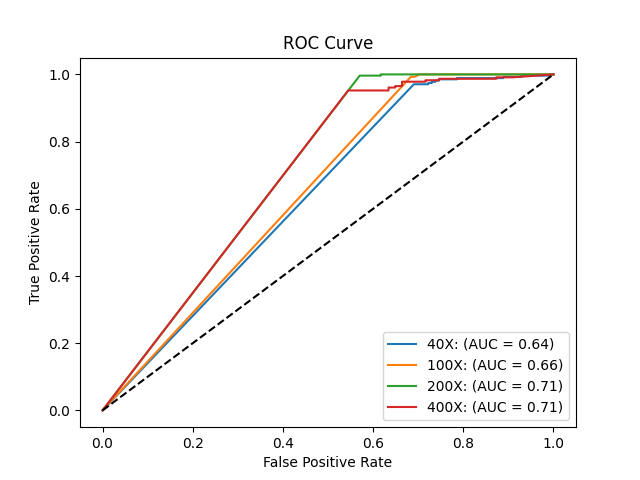 ROC Curve
True Positive Rate
1.0
0.8
0.6
0.4
0.2
0.0
40X: (AUC = 0.64)
100X: (AUC = 0.66)
200X: (AUC = 0.71)
400X: (AUC = 0.71)
0.0 0.2 0.4 0.6 0.8 1.0
False Positive Rate